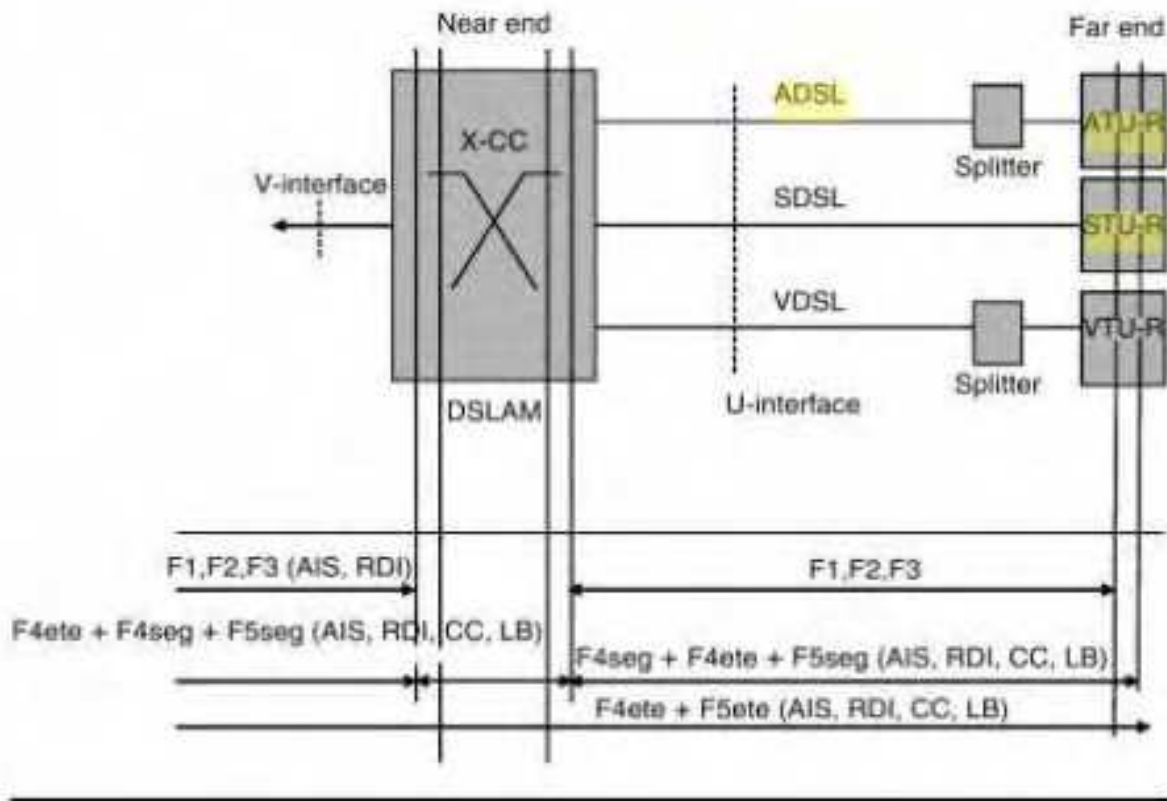 Near end
Far end
ADSL
ATU-R
X-CC
Splitter
V-interface
SDSL
STU-R
VDSL
VTU-R
Splitter
DSLAM
U-interface
F1,F2,F3 (AIS, RDI)
F1,F2,F3
F4ete + F4seg + F5seg (AIS, RDI, CC, LB)
F4seg + F4ete + F5seg (AIS, RDI, CC, LB)
F4ete + F5ete (AIS, RDI, CC, LB)